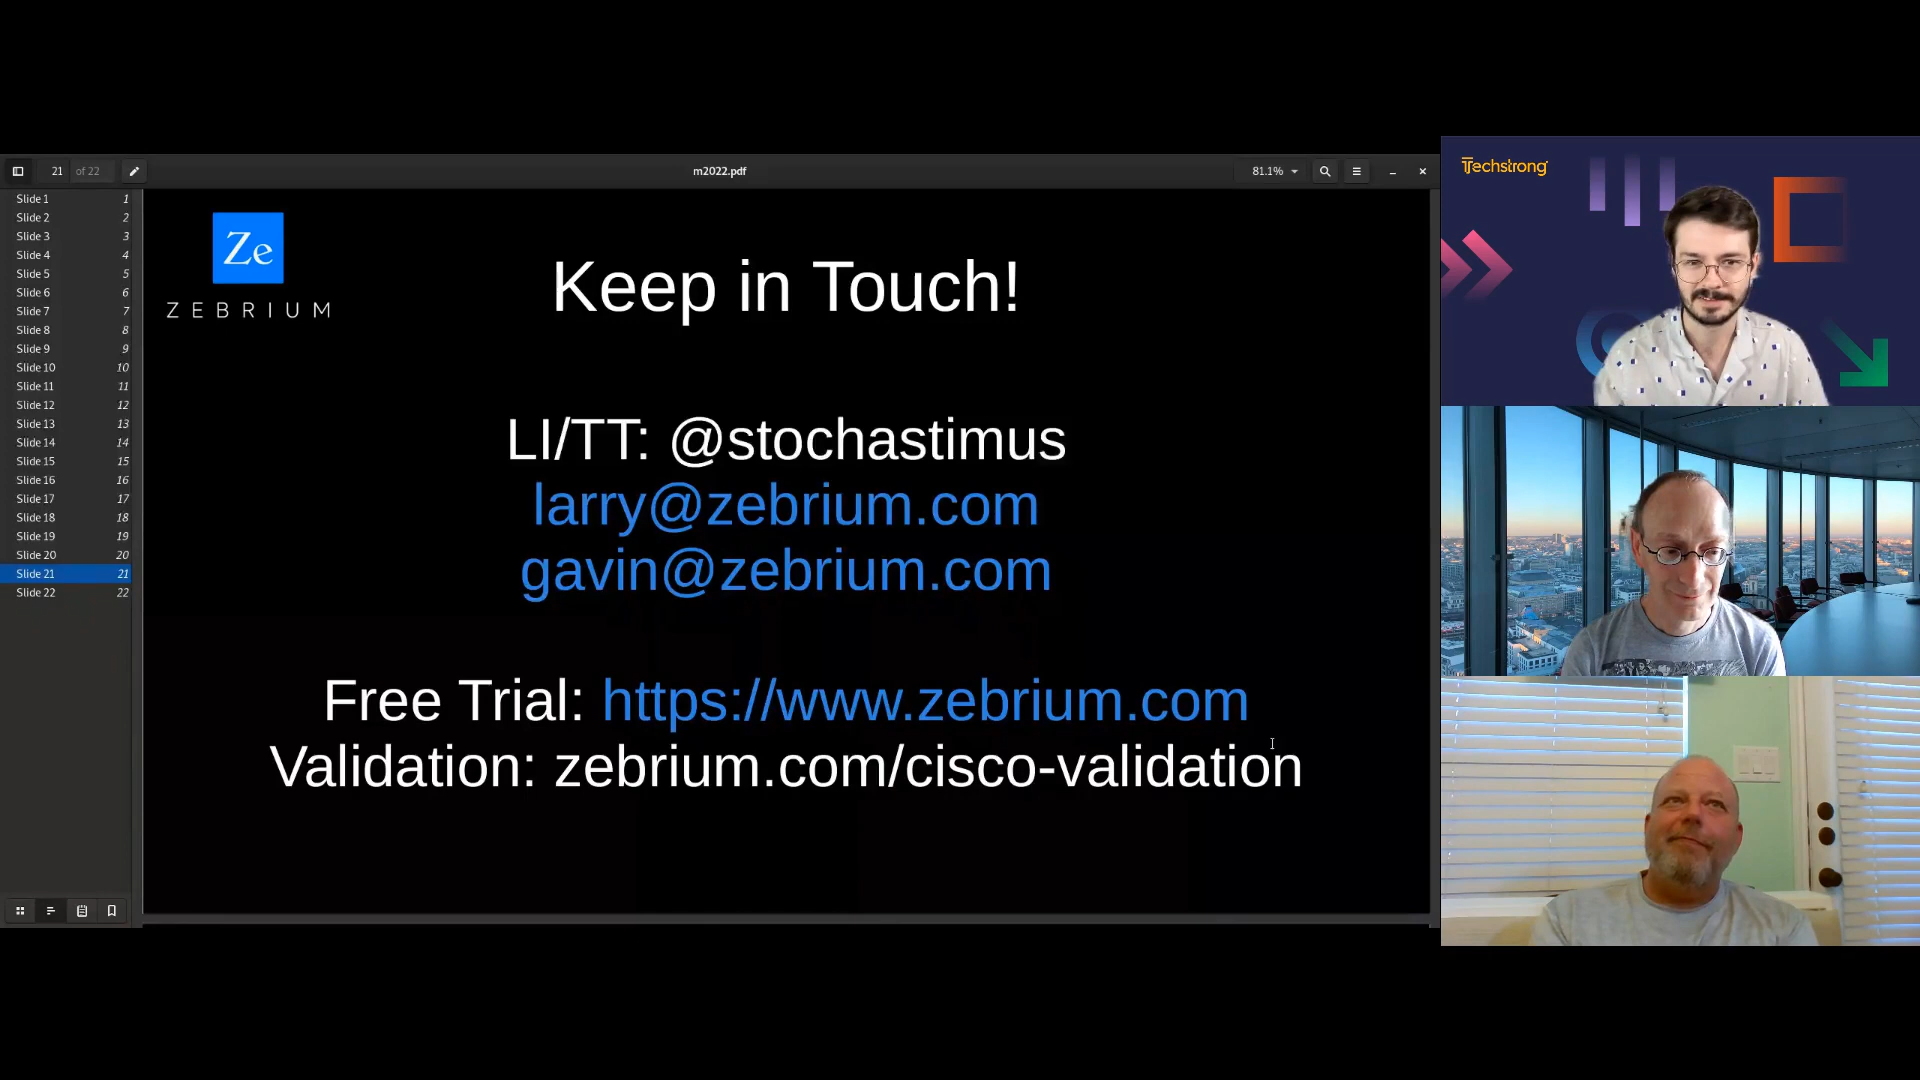 21 of 22
m2022.pdf
81.1%
Slide 1 1
Slide 2 2
Slide 3 3
Slide 4 4
Slide 5 5
Slide 6 6
Slide 7 7
Slide 8 8
Slide 9 9
Slide 10 10
Slide 11 11
Slide 12 12
Slide 13 13
Slide 14 14
Slide 15 15
Slide 16 16
Slide 17 17
Slide 18 18
Slide 19 19
Slide 20 20
Slide 21 21
Slide 22 22
Ze
ZEBRIUM
Keep in Touch!
LI/TT: @stochastimus
larry@zebrium.com
gavin@zebrium.com
Free Trial: https://www.zebrium.com
Validation: zebrium.com/cisco-validation
Techstrong